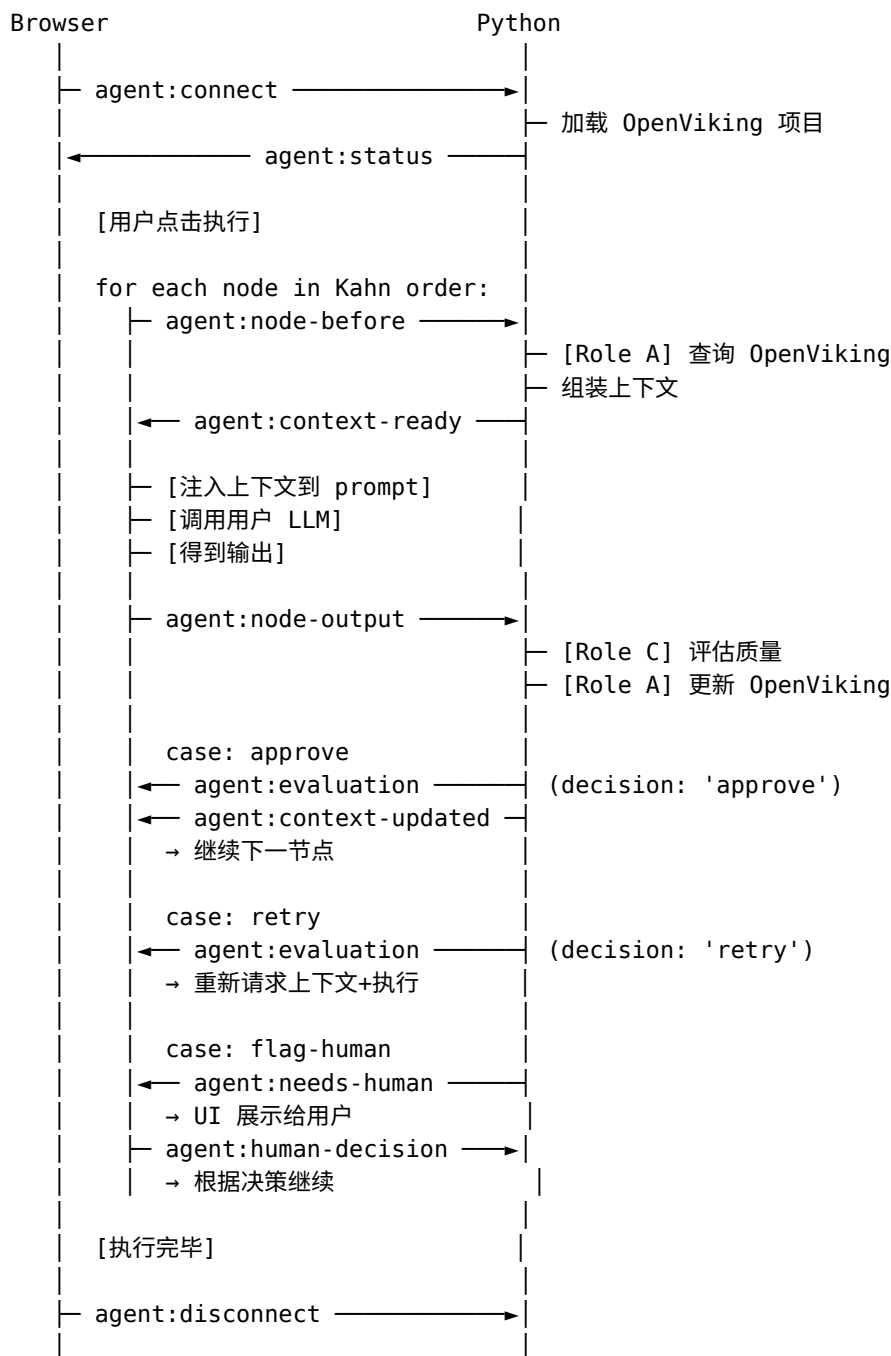 Browser Python
agent:connect
加载 OpenViking 项目
agent:status
[用户点击执行]
for each node in Kahn order:
agent:node-before
[Role A] 查询 OpenViking
组装上下文
agent:context-ready
[注入上下文到 prompt]
[调用用户 LLM]
[得到输出]
agent:node-output
[Role C] 评估质量
[Role A] 更新 OpenViking
case: approve
agent:evaluation (decision: 'approve')
agent:context-updated
→ 继续下一节点
case: retry
agent:evaluation (decision: 'retry')
→ 重新请求上下文+执行
case: flag-human
agent:needs-human
→ UI 展示给用户
agent:human-decision
→ 根据决策继续
[执行完毕]
agent:disconnect